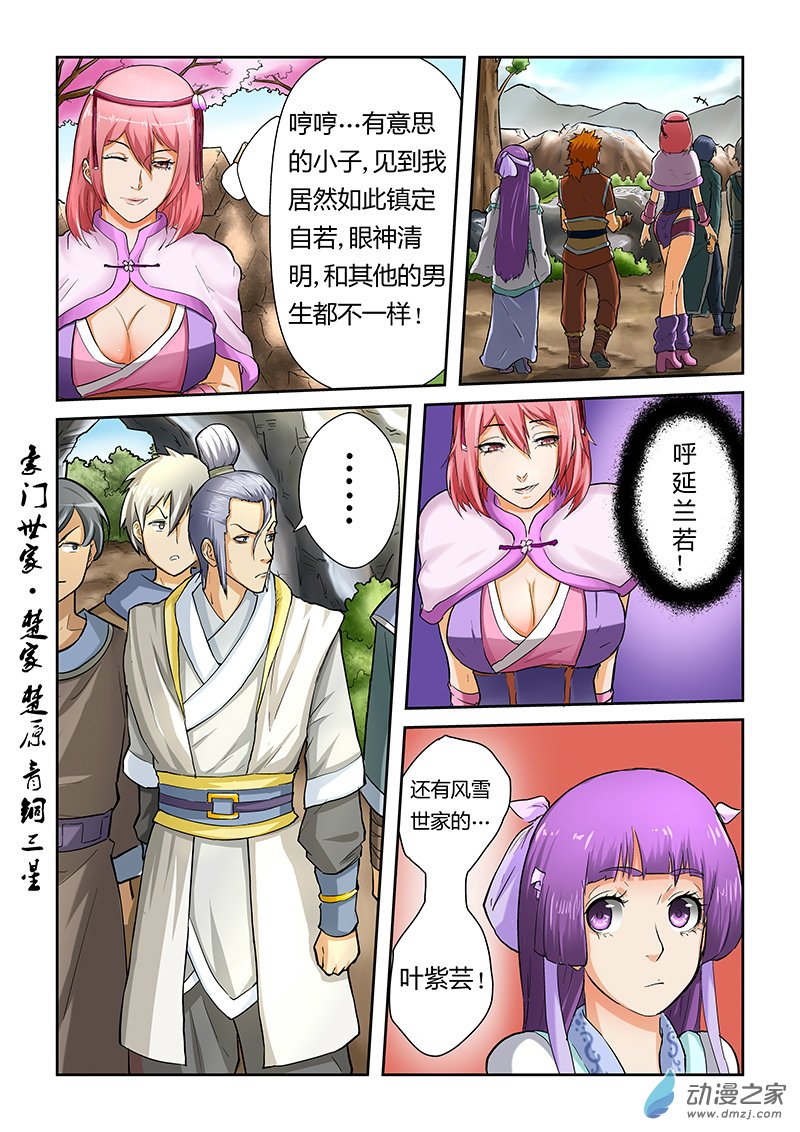 哼哼…有意思
的小子,见到我
居然如此镇定
自若,眼神清
明,和其他的男
生都不一样!
……
呼延兰若!
豪门世家·楚家 楚原 青铜三星
还有风雪
世家的…
叶紫芸!
动漫之家
www.dmzj.com